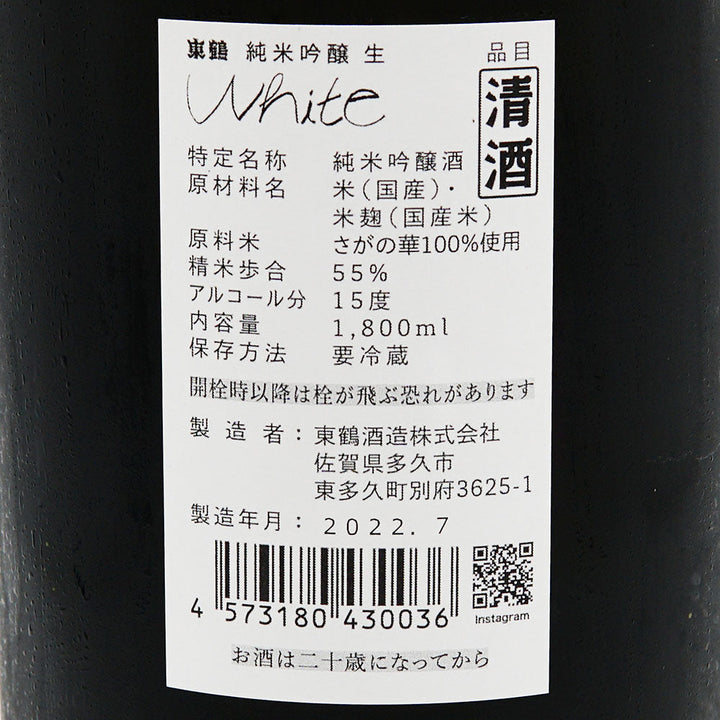 東鶴 純米吟醸 生
White
品目
清酒
特定名称 純米吟醸酒
原材料名 米(国産)・
米麹(国産米)
原料米 さがの華100%使用
精米歩合 55%
アルコール分 15度
内容量 1,800ml
保存方法 要冷蔵
開栓時以降は栓が飛ぶ恐れがあります
製造者:東鶴酒造株式会社
佐賀県多久市
東多久町別府3625-1
製造年月:2022.7
4 573180 430036
Instagram
お酒は二十歳になってから